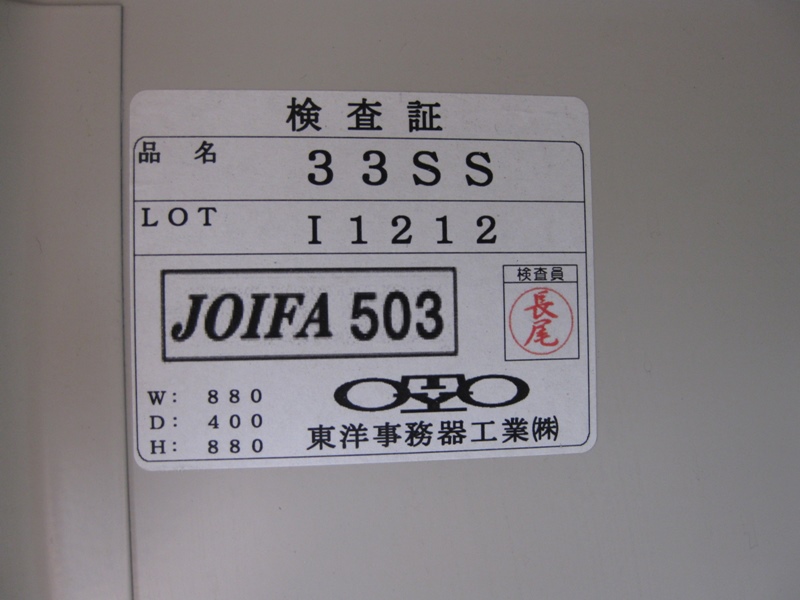 検査証
品名 33SS
LOT I1212
JOIFA 503
検査員
長尾
W: 880
D: 400
H: 880
TOYO
東洋事務器工業㈱